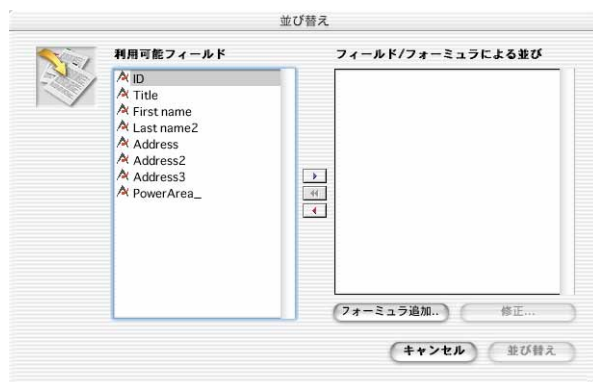 並び替え
利用可能フィールド
フィールド/フォーミュラによる並び
ID
Title
First name
Last name2
Address
Address2
Address3
PowerArea_
フォーミュラ追加..
修正...
キャンセル
並び替え